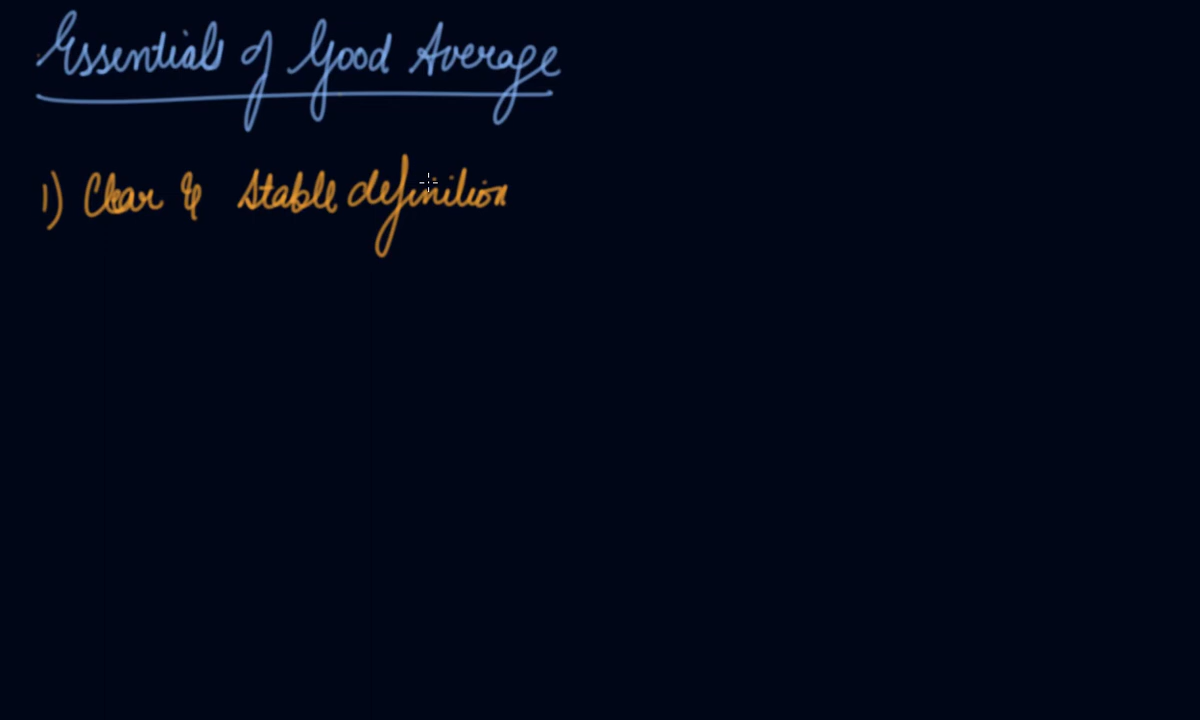 Essentials of Good Average
1) Clear & Stable definition